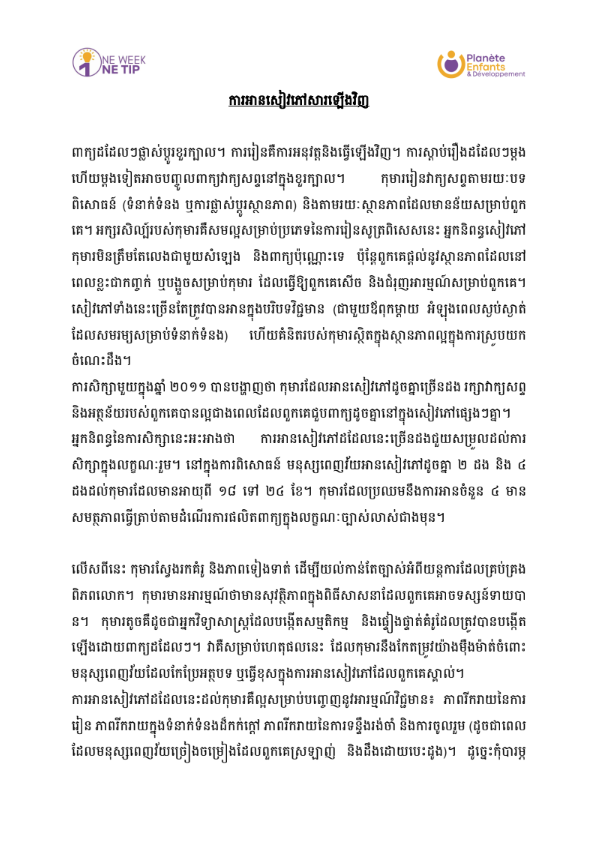 NE WEEK
1 NE TIP
Planète
Enfants
& Développement
ការអានសៀវភៅសារឡើងវិញ
ពាក្យដដែលៗផ្លាស់ប្តូរខួរក្បាល។ ការរៀនគឺការអនុវត្តនិងធ្វើឡើងវិញ។ ការស្តាប់រឿងដដែលៗម្តង
ហើយម្តងទៀតអាចបញ្ចូលពាក្យវាក្យសព្ទនៅក្នុងខួរក្បាល។ កុមាររៀនវាក្យសព្ទតាមរយៈបទ
ពិសោធន៍ (ទំនាក់ទំនង ឬការផ្លាស់ប្តូរស្ថានភាព) និងតាមរយៈស្ថានភាពដែលមានន័យសម្រាប់ពួក
គេ។ អក្សរសិល្ប៍របស់កុមារគឺសមល្អសម្រាប់ប្រភេទនៃការរៀនសូត្រពិសេសនេះ អ្នកនិពន្ធសៀវភៅ
កុមារមិនត្រឹមតែលេងជាមួយសំឡេង និងពាក្យប៉ុណ្ណោះទេ ប៉ុន្តែពួកគេផ្តល់នូវស្ថានភាពដែលនៅ
ពេលខ្លះជាកញ្ចក់ ឬបង្អួចសម្រាប់កុមារ ដែលធ្វើឱ្យពួកគេសើច និងជំរុញអារម្មណ៍សម្រាប់ពួកគេ។
សៀវភៅទាំងនេះច្រើនតែត្រូវបានអានក្នុងបរិបទវិជ្ជមាន (ជាមួយឪពុកម្តាយ អំឡុងពេលស្ងប់ស្ងាត់
ដែលសមរម្យសម្រាប់ទំនាក់ទំនង) ហើយគំនិតរបស់កុមារស្ថិតក្នុងស្ថានភាពល្អក្នុងការស្រូបយក
ចំណេះដឹង។
ការសិក្សាមួយក្នុងឆ្នាំ ២០១១ បានបង្ហាញថា កុមារដែលអានសៀវភៅដូចគ្នាច្រើនដង រក្សាវាក្យសព្ទ
និងអត្ថន័យរបស់ពួកគេបានល្អជាងពេលដែលពួកគេជួបពាក្យដូចគ្នានៅក្នុងសៀវភៅផ្សេងៗគ្នា។
អ្នកនិពន្ធនៃការសិក្សានេះអះអាងថា ការអានសៀវភៅដដែលនេះច្រើនដងជួយសម្រួលដល់ការ
សិក្សាក្នុងលក្ខណៈរួម។ នៅក្នុងការពិសោធន៍ មនុស្សពេញវ័យអានសៀវភៅដូចគ្នា ២ ដង និង ៤
ដងដល់កុមារដែលមានអាយុពី ១៨ ទៅ ២៤ ខែ។ កុមារដែលប្រឈមនឹងការអានចំនួន ៤ មាន
សមត្ថភាពធ្វើត្រាប់តាមដំណើរការផលិតពាក្យក្នុងលក្ខណៈច្បាស់លាស់ជាងមុន។
លើសពីនេះ កុមារស្វែងរកគំរូ និងភាពទៀងទាត់ ដើម្បីយល់កាន់តែច្បាស់អំពីយន្តការដែលគ្រប់គ្រង
ពិភពលោក។ កុមារមានអារម្មណ៍ថាមានសុវត្ថិភាពក្នុងពិធីសាសនាដែលពួកគេអាចទស្សន៍ទាយបា
ន។ កុមារតូចគឺដូចជាអ្នកវិទ្យាសាស្ត្រដែលបង្កើតសម្មតិកម្ម និងផ្ទៀងផ្ទាត់គំរូដែលត្រូវបានបង្កើត
ឡើងដោយពាក្យដដែលៗ។ វាគឺសម្រាប់ហេតុផលនេះ ដែលកុមារនឹងកែតម្រូវយ៉ាងម៉ឺងម៉ាត់ចំពោះ
មនុស្សពេញវ័យដែលកែប្រែអត្ថបទ ឬធ្វើខុសក្នុងការអានសៀវភៅដែលពួកគេស្គាល់។
ការអានសៀវភៅដដែលនេះដល់កុមារគឺល្អសម្រាប់បញ្ចេញនូវអារម្មណ៍វិជ្ជមាន៖ ភាពរីករាយនៃការ
រៀន ភាពរីករាយក្នុងទំនាក់ទំនងដ៏កក់ក្តៅ ភាពរីករាយនៃការទន្ទឹងរង់ចាំ និងការចូលរួម (ដូចជាពេល
ដែលមនុស្សពេញវ័យច្រៀងចម្រៀងដែលពួកគេស្រឡាញ់ និងដឹងដោយបេះដូង)។ ដូច្នេះកុំបារម្ភ